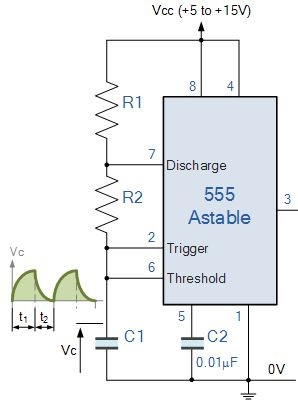 Vcc (+5 to +15V)
8
4
R1
7
Discharge
R2
555
Astable
3
2
Trigger
6
Threshold
Vc
t1
t2
Vc
C1
5
C2
1
0.01µF
0V